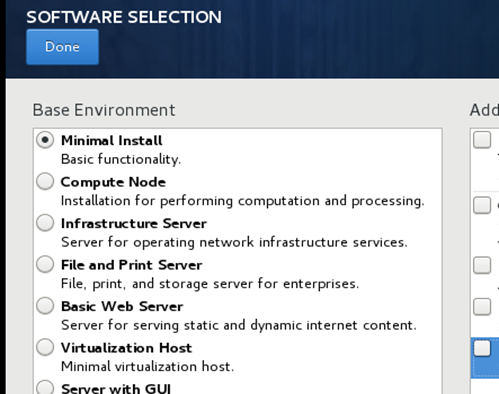 SOFTWARE SELECTION
Done
Base Environment
Add
Minimal Install
Basic functionality.
Compute Node
Installation for performing computation and processing.
Infrastructure Server
Server for operating network infrastructure services.
File and Print Server
File, print, and storage server for enterprises.
Basic Web Server
Server for serving static and dynamic internet content.
Virtualization Host
Minimal virtualization host.
Server with GUI